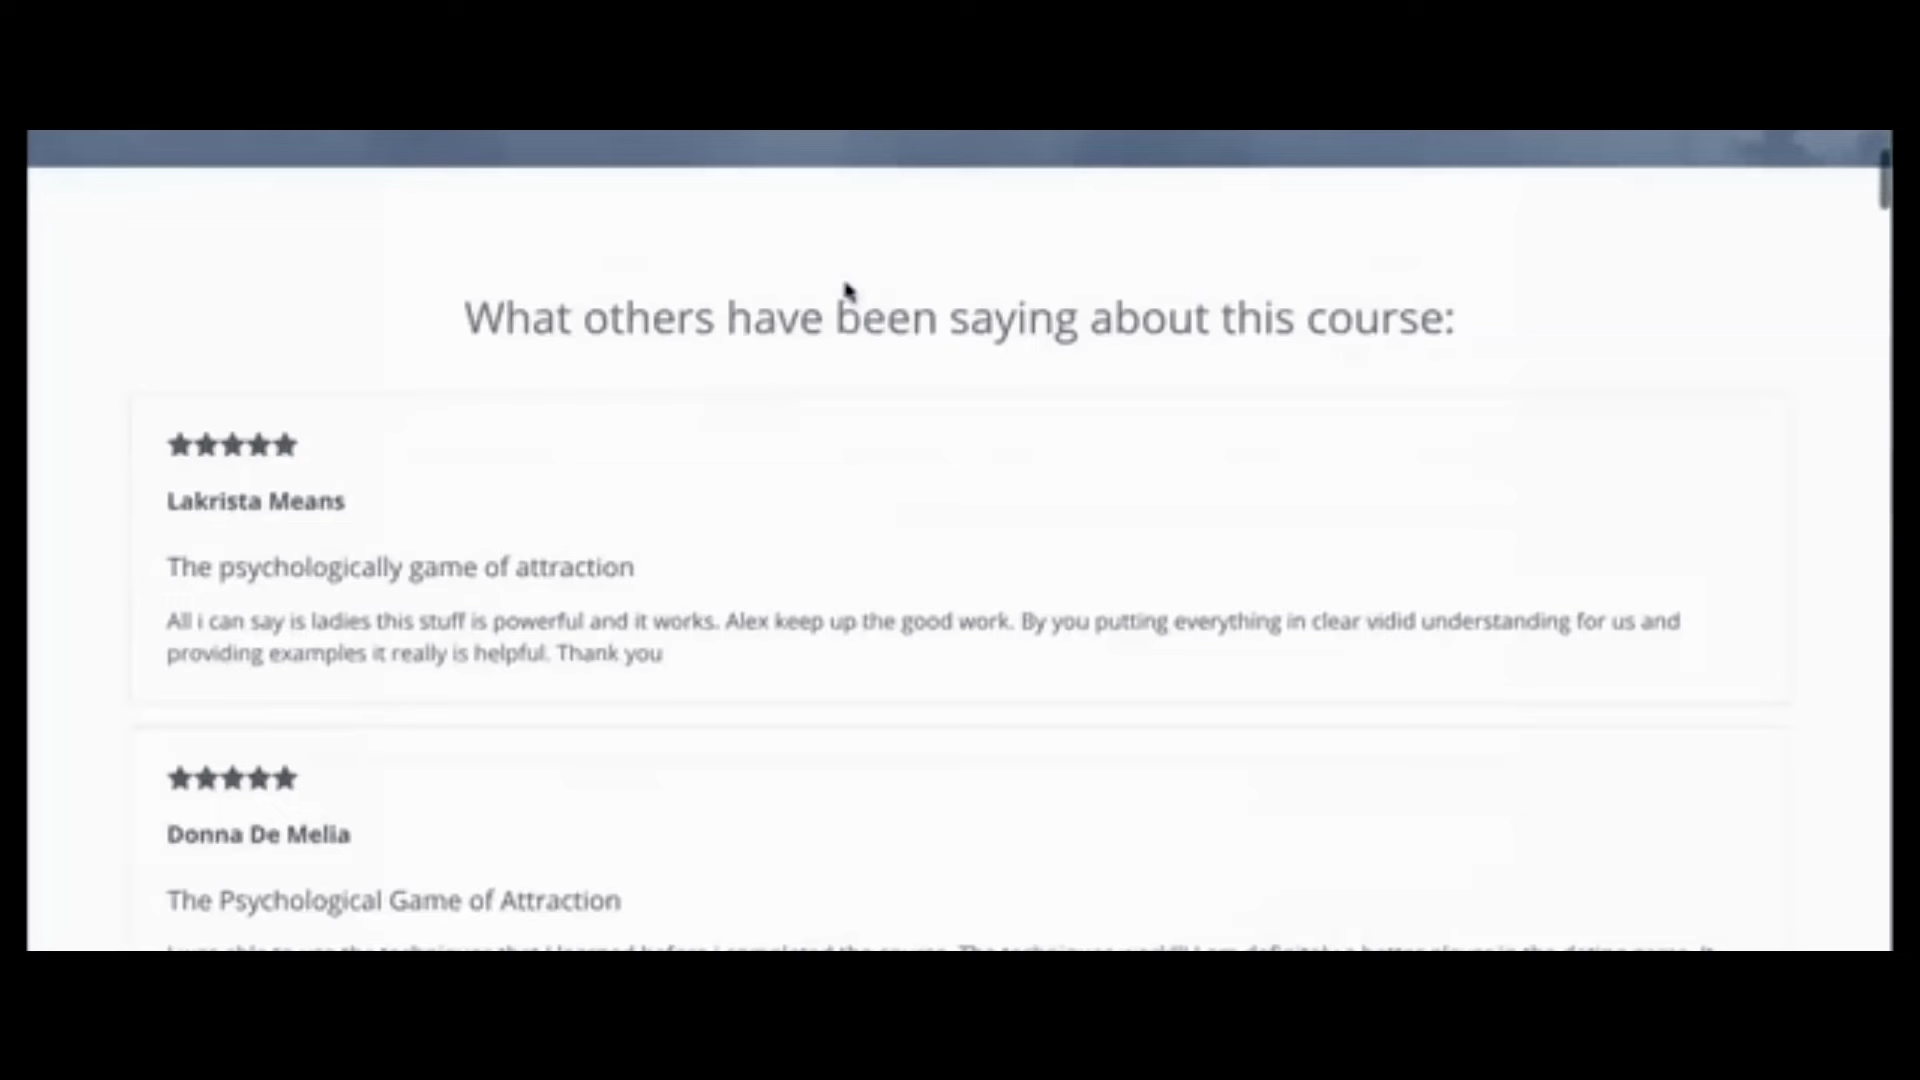 What others have been saying about this course:
Lakrista Means
The psychologically game of attraction
All i can say is ladies this stuff is powerful and it works. Alex keep up the good work. By you putting everything in clear vidid understanding for us and
providing examples it really is helpful. Thank you
Donna De Melia
The Psychological Game of Attraction